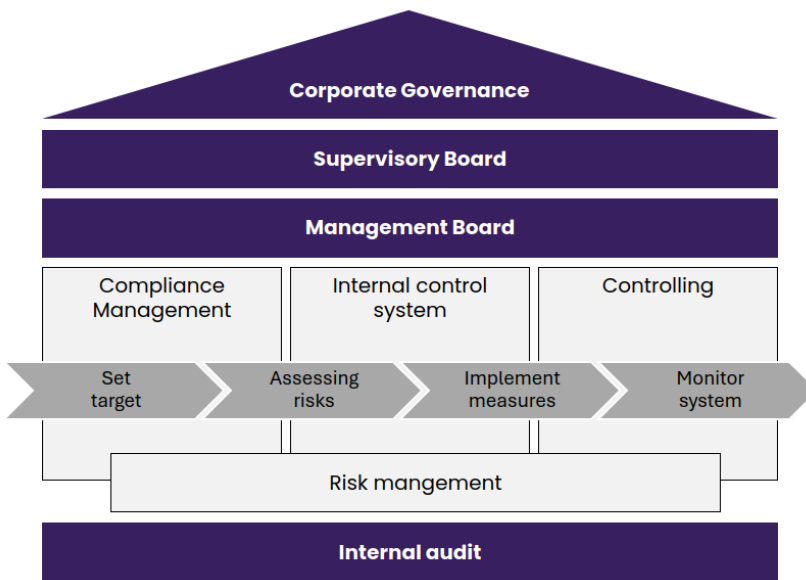 Corporate Governance
Supervisory Board
Management Board
Compliance
Management
Internal control
system
Controlling
Set
target
Assessing
risks
Implement
measures
Monitor
system
Risk mangement
Internal audit